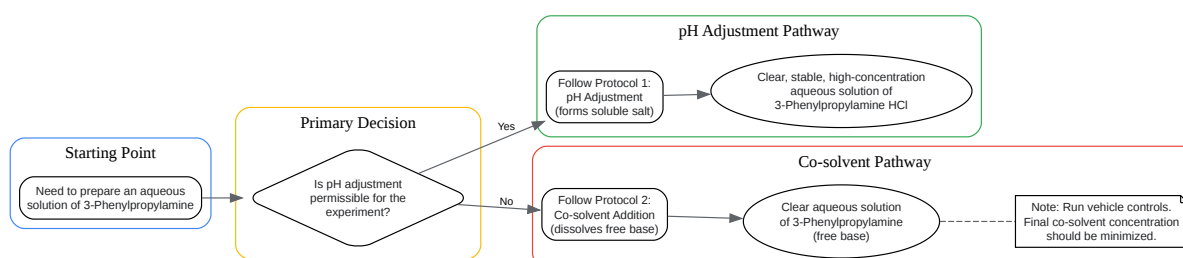 Starting Point
Need to prepare an aqueous
solution of 3-Phenylpropylamine
Primary Decision
Is pH adjustment
permissible for the
experiment?
Yes
No
pH Adjustment Pathway
Follow Protocol 1:
pH Adjustment
(forms soluble salt)
Clear, stable, high-concentration
aqueous solution of
3-Phenylpropylamine HCl
Co-solvent Pathway
Follow Protocol 2:
Co-solvent Addition
(dissolves free base)
Clear aqueous solution
of 3-Phenylpropylamine
(free base)
Note: Run vehicle controls.
Final co-solvent concentration
should be minimized.